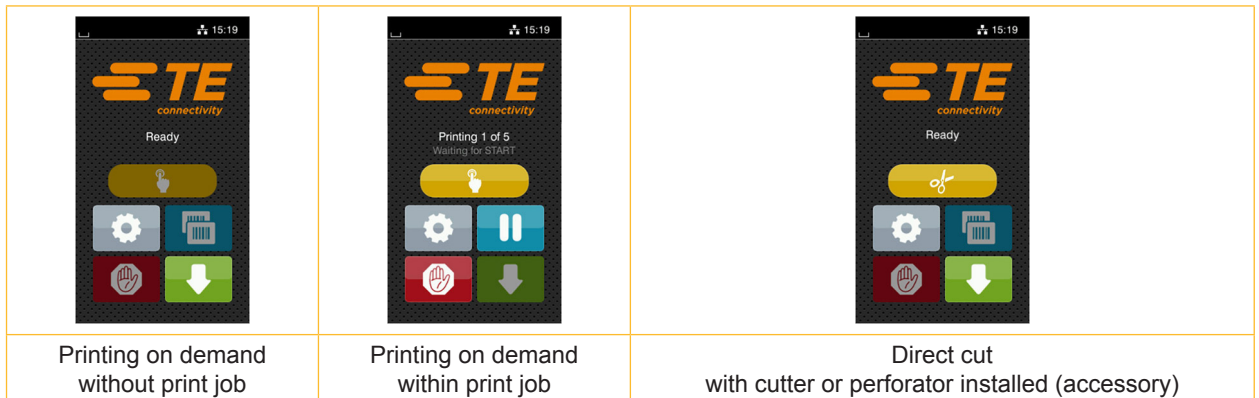 15:19
TE
connectivity
Ready
Printing on demand
without print job
15:19
TE
connectivity
Printing 1 of 5
Waiting for START
Printing on demand
within print job
15:19
TE
connectivity
Ready
Direct cut
with cutter or perforator installed (accessory)